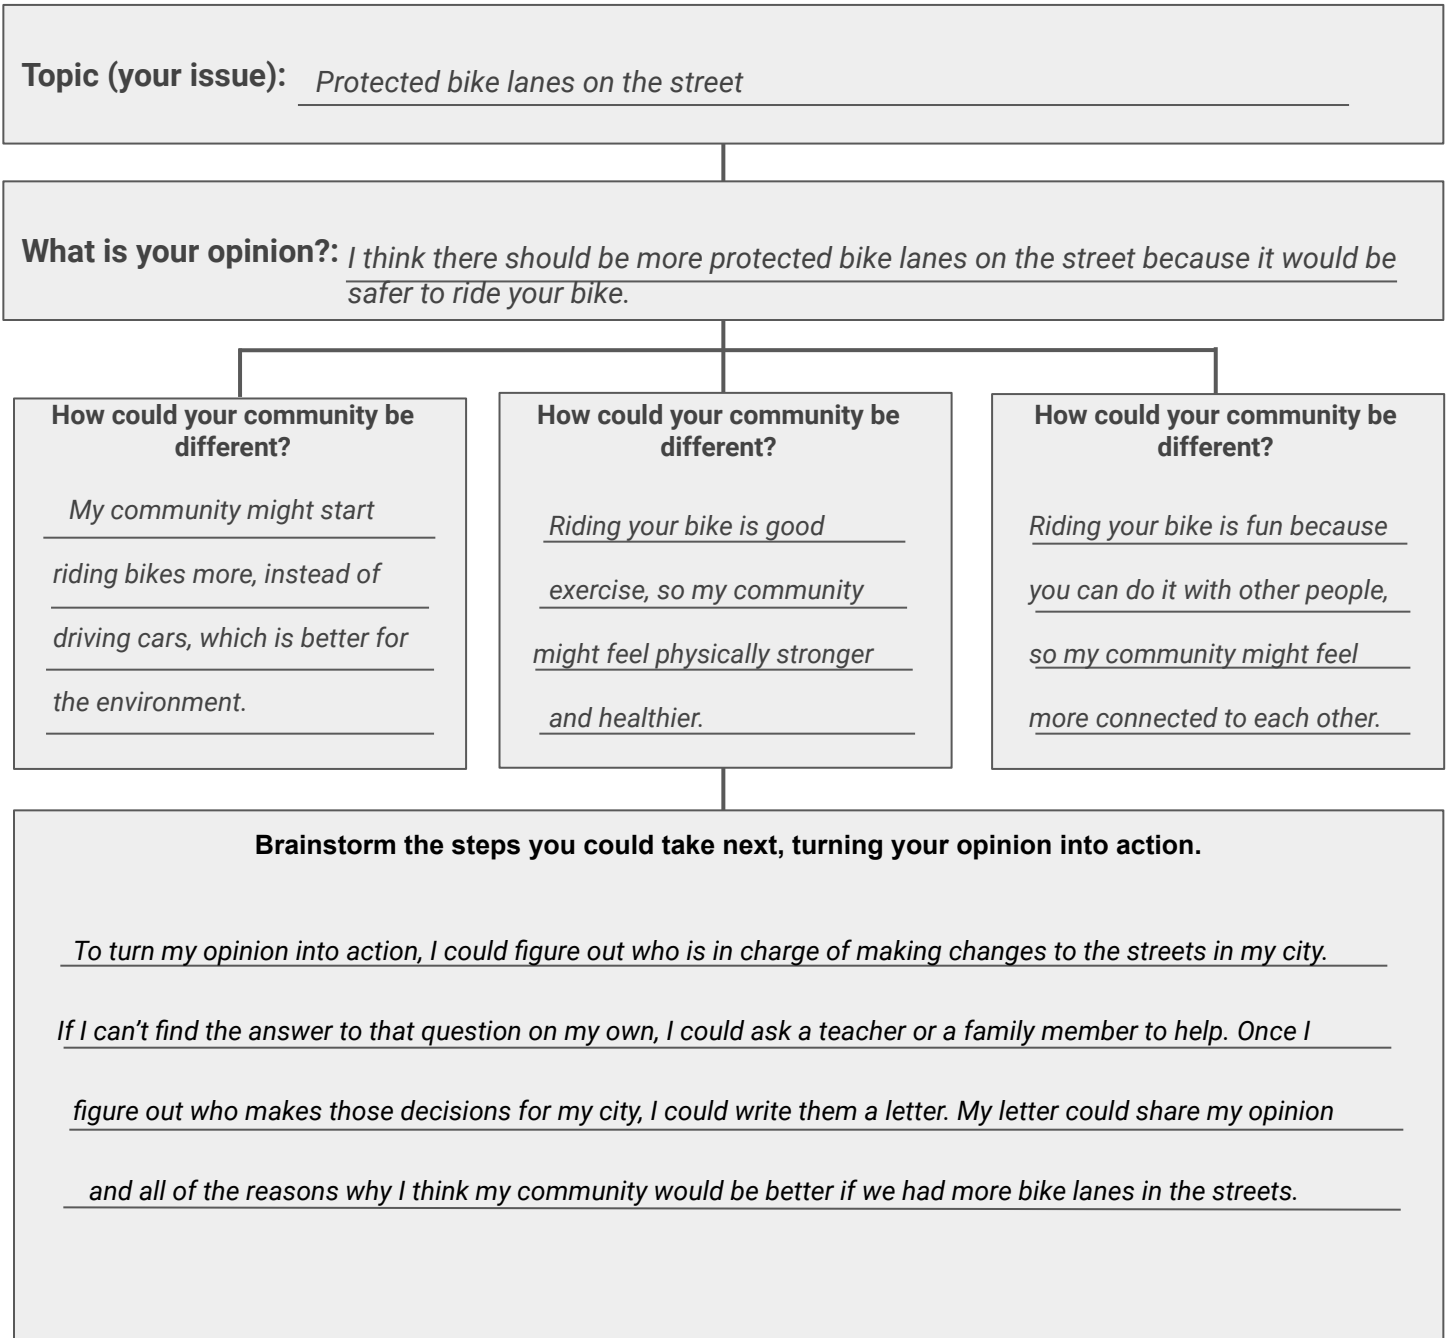 Topic (your issue): Protected bike lanes on the street
What is your opinion?: I think there should be more protected bike lanes on the street because it would be
safer to ride your bike.
How could your community be
different?
My community might start
riding bikes more, instead of
driving cars, which is better for
the environment.
How could your community be
different?
Riding your bike is good
exercise, so my community
might feel physically stronger
and healthier.
How could your community be
different?
Riding your bike is fun because
you can do it with other people,
so my community might feel
more connected to each other.
Brainstorm the steps you could take next, turning your opinion into action.
To turn my opinion into action, I could figure out who is in charge of making changes to the streets in my city.
If I can’t find the answer to that question on my own, I could ask a teacher or a family member to help. Once I
figure out who makes those decisions for my city, I could write them a letter. My letter could share my opinion
and all of the reasons why I think my community would be better if we had more bike lanes in the streets.